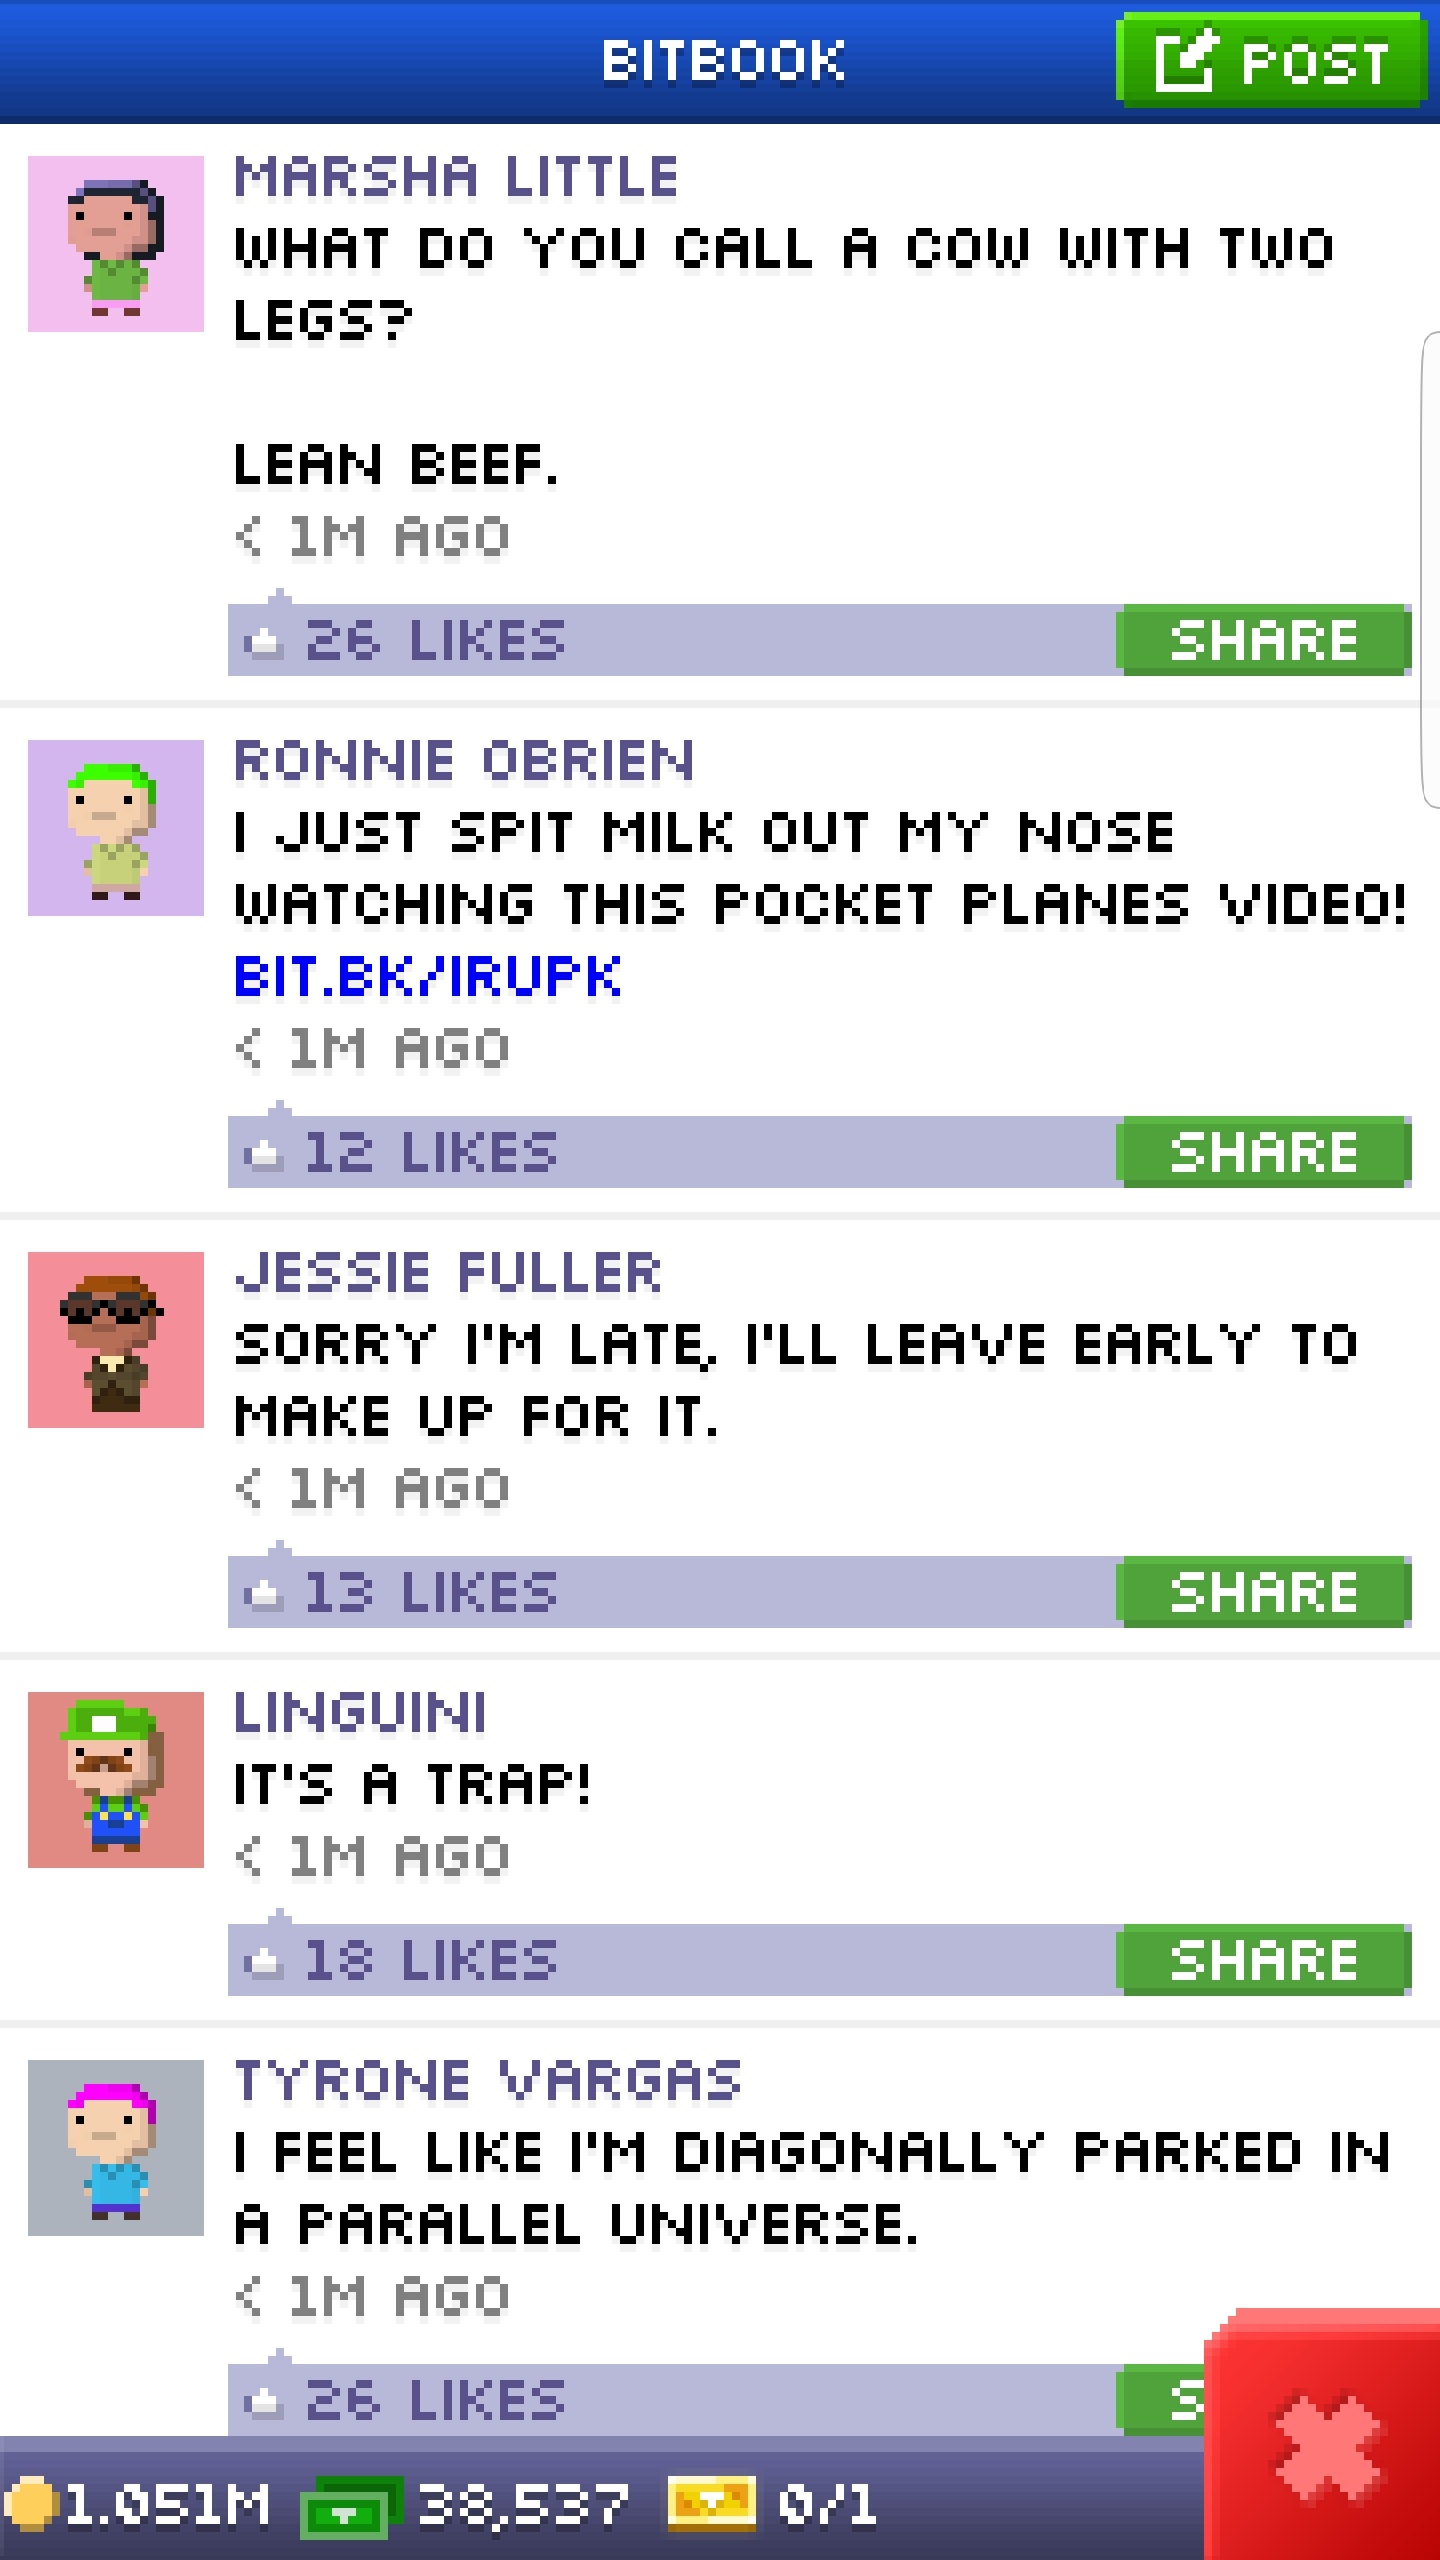 BITBOOK
POST
MARSHA LITTLE
WHAT DO YOU CALL A COW WITH TWO
LEGS?
LEAN BEEF.
< 1M AGO
26 LIKES
SHARE
RONNIE OBRIEN
I JUST SPIT MILK OUT MY NOSE
WATCHING THIS POCKET PLANES VIDEO!
BIT.BK/IRUPK
< 1M AGO
12 LIKES
SHARE
JESSIE FULLER
SORRY I'M LATE, I'LL LEAVE EARLY TO
MAKE UP FOR IT.
< 1M AGO
13 LIKES
SHARE
LINGUINI
IT'S A TRAP!
< 1M AGO
18 LIKES
SHARE
TYRONE VARGAS
I FEEL LIKE I'M DIAGONALLY PARKED IN
A PARALLEL UNIVERSE.
< 1M AGO
26 LIKES
S
1.051M
38,537
0/1